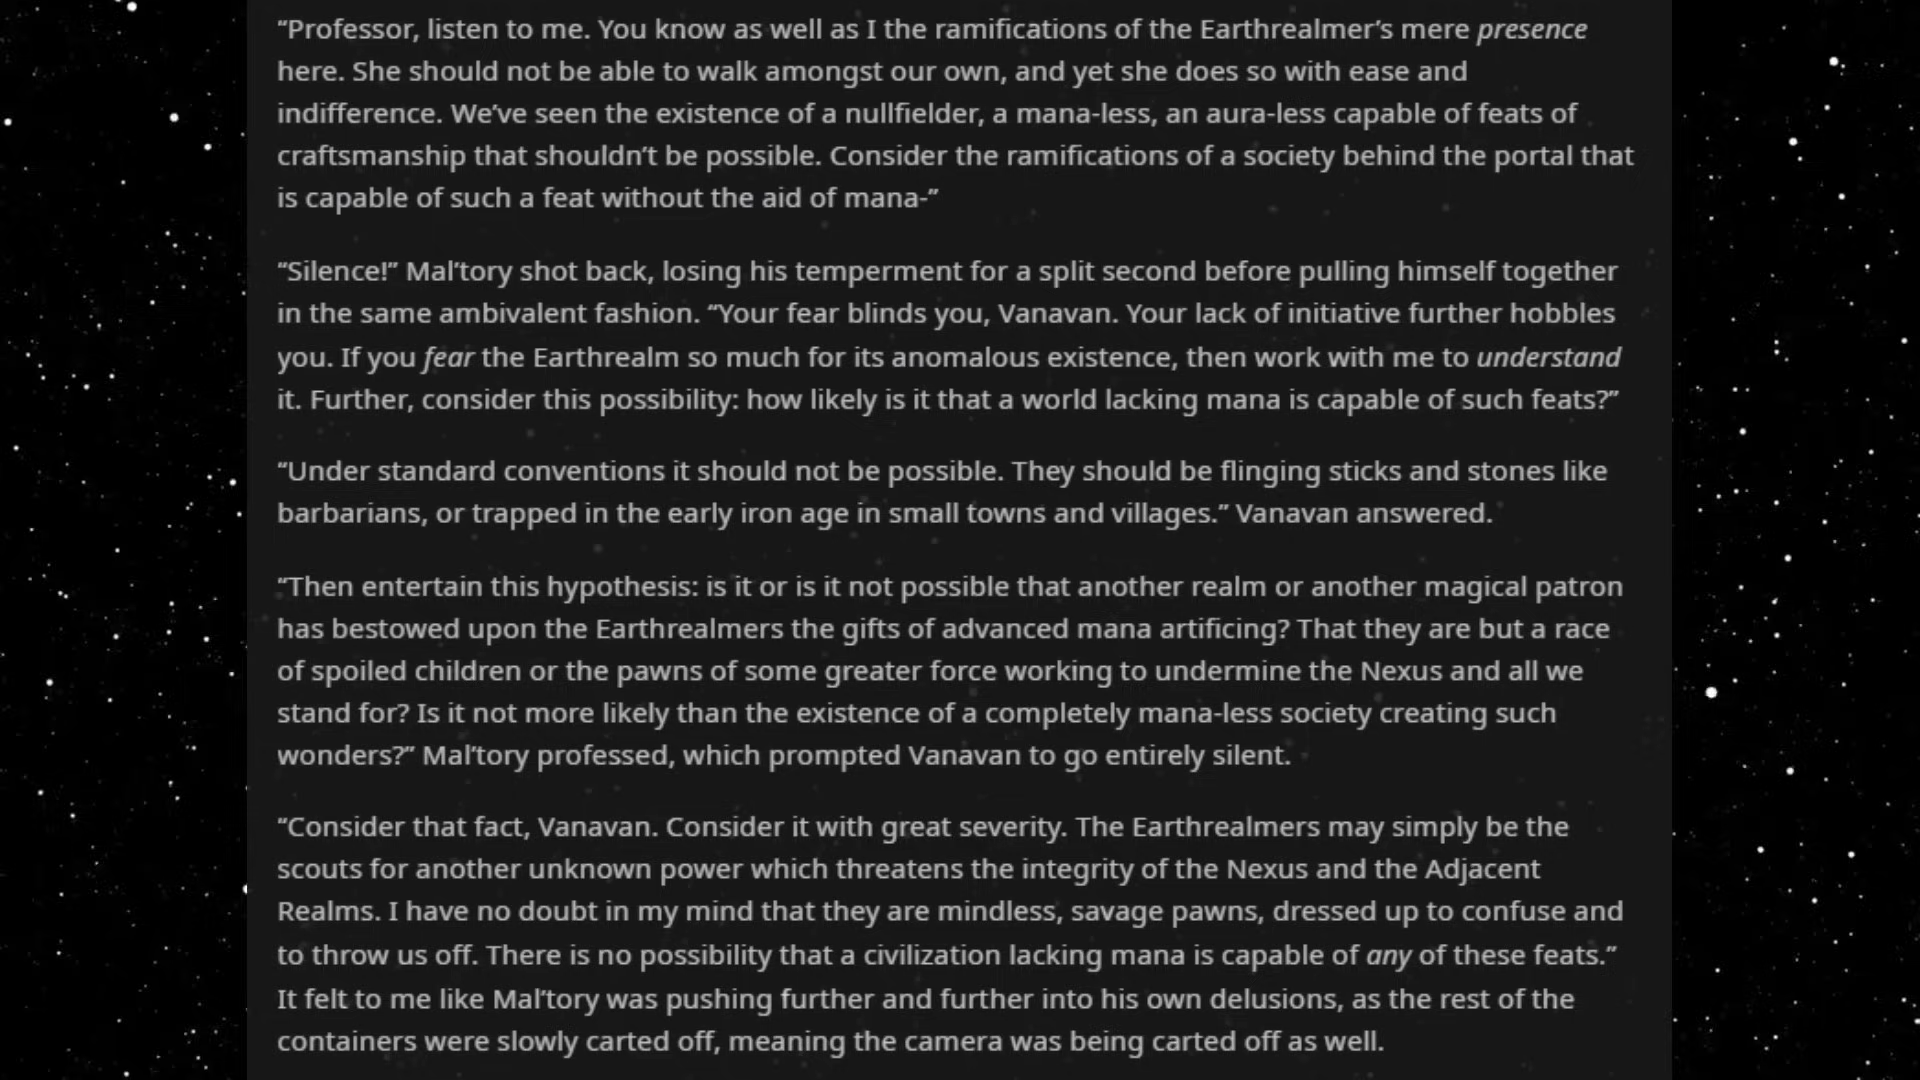 “Professor, listen to me. You know as well as I the ramifications of the Earthrealmer’s mere presence
here. She should not be able to walk amongst our own, and yet she does so with ease and
indifference. We’ve seen the existence of a nullfielder, a mana-less, an aura-less capable of feats of
craftsmanship that shouldn’t be possible. Consider the ramifications of a society behind the portal that
is capable of such a feat without the aid of mana-”
“Silence!” Mal’tory shot back, losing his temperment for a split second before pulling himself together
in the same ambivalent fashion. “Your fear blinds you, Vanavan. Your lack of initiative further hobbles
you. If you fear the Earthrealm so much for its anomalous existence, then work with me to understand
it. Further, consider this possibility: how likely is it that a world lacking mana is capable of such feats?”
“Under standard conventions it should not be possible. They should be flinging sticks and stones like
barbarians, or trapped in the early iron age in small towns and villages.” Vanavan answered.
“Then entertain this hypothesis: is it or is it not possible that another realm or another magical patron
has bestowed upon the Earthrealmers the gifts of advanced mana artificing? That they are but a race
of spoiled children or the pawns of some greater force working to undermine the Nexus and all we
stand for? Is it not more likely than the existence of a completely mana-less society creating such
wonders?” Mal’tory professed, which prompted Vanavan to go entirely silent.
“Consider that fact, Vanavan. Consider it with great severity. The Earthrealmers may simply be the
scouts for another unknown power which threatens the integrity of the Nexus and the Adjacent
Realms. I have no doubt in my mind that they are mindless, savage pawns, dressed up to confuse and
to throw us off. There is no possibility that a civilization lacking mana is capable of any of these feats.”
It felt to me like Mal’tory was pushing further and further into his own delusions, as the rest of the
containers were slowly carted off, meaning the camera was being carted off as well.